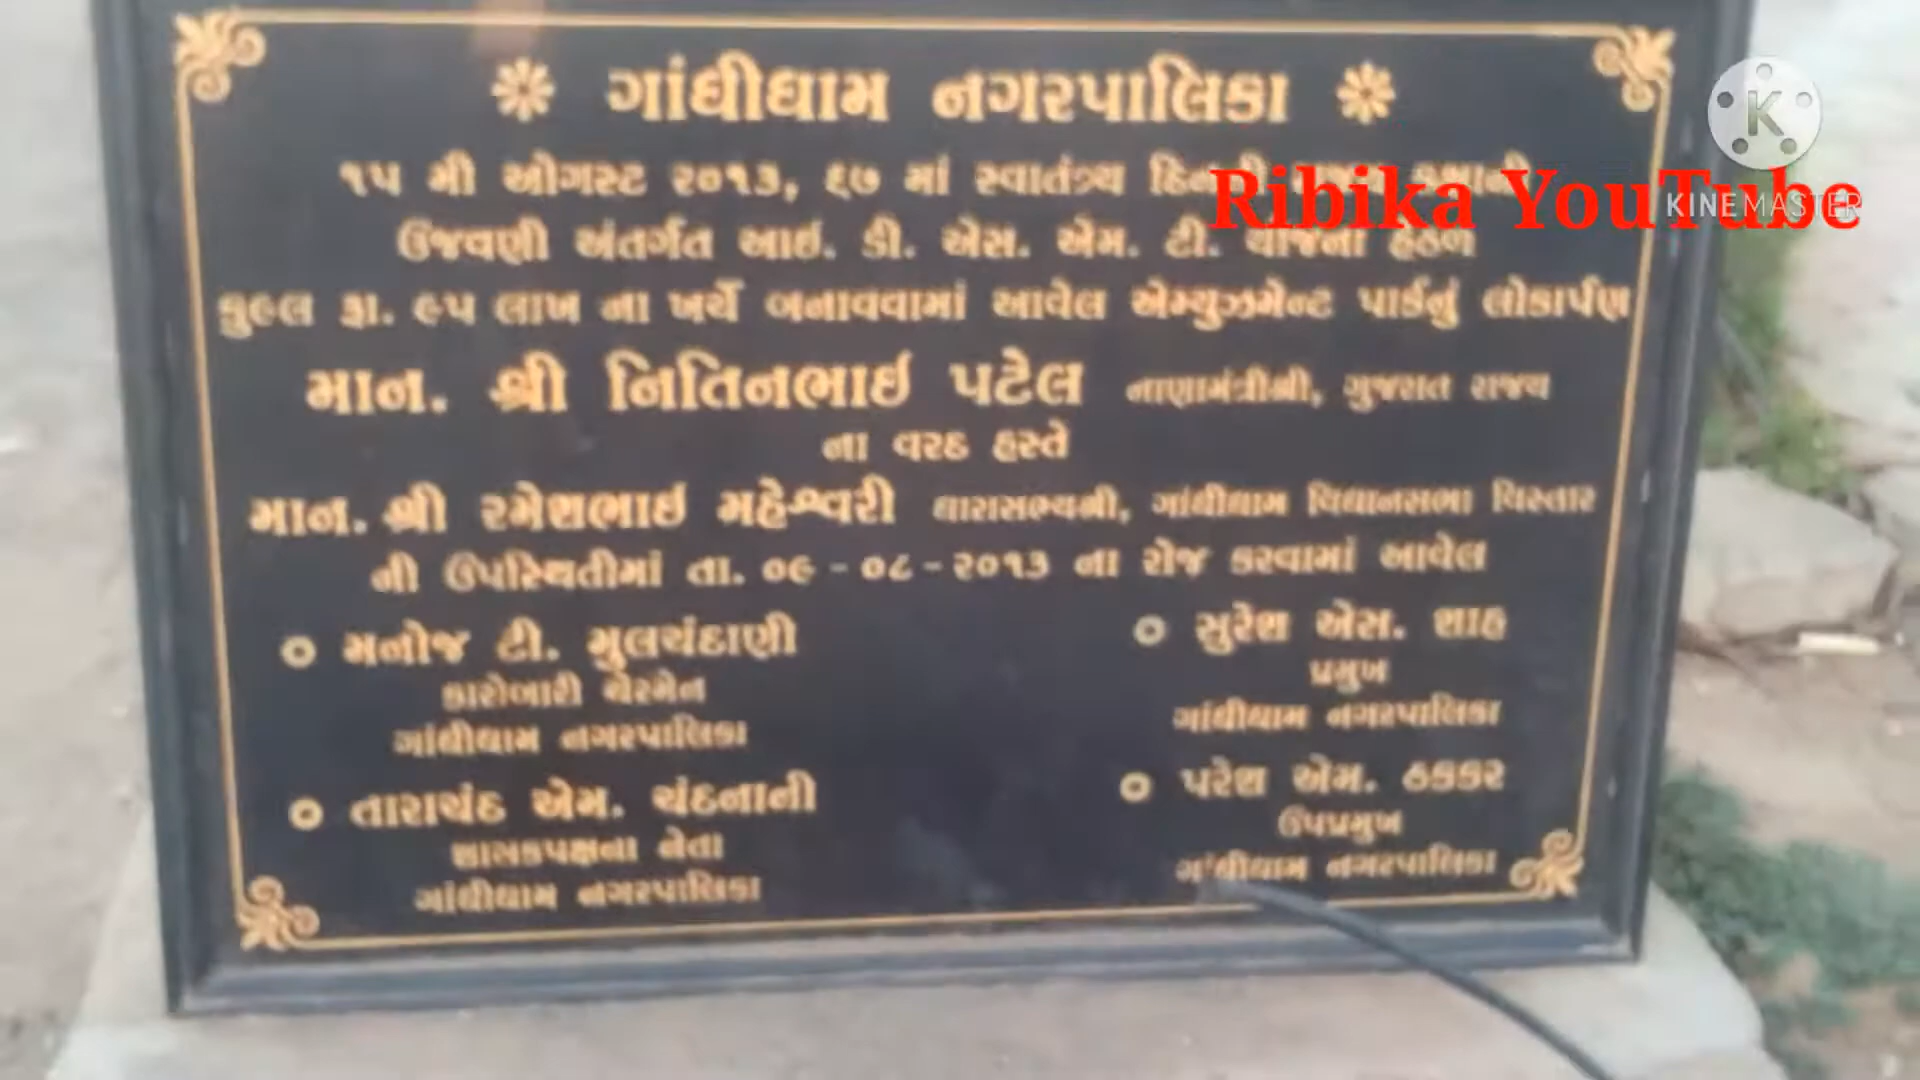 ગાંધીધામ નગરપાલિકા
૧૫ મી ઓગસ્ટ ૨૦૧૩, ૬૭ માં સ્વાતંત્ર્ય
ઉજવણી અંતર્ગત આઇ. ડી. એસ. એમ. ટી. યોજના હેઠળ
કુલ્લ રૂા. ૯૫ લાખ ના ખર્ચે બનાવવામાં આવેલ એમ્યુઝમેન્ટ પાર્કનું લોકાર્પણ
માન. શ્રી નિતિનભાઇ પટેલ નાણામંત્રીશ્રી, ગુજરાત રાજ્ય
ના વરદ હસ્તે
માન. શ્રી રમેશભાઇ મહેશ્વરી ધારાસભ્યશ્રી, ગાંધીધામ વિધાનસભા વિસ્તાર
ની ઉપસ્થિતીમાં તા. ૦૯ - ૦૮ - ૨૦૧૩ ના રોજ કરવામાં આવેલ
મનોજ ટી. મુલચંદાણી
કારોબારી ચેરમેન
ગાંધીધામ નગરપાલિકા
તારાચંદ એમ. ચંદનાની
શાસકપક્ષના નેતા
ગાંધીધામ નગરપાલિકા
સુરેશ એસ. શાહ
પ્રમુખ
ગાંધીધામ નગરપાલિકા
પરેશ એમ. ઠકકર
ઉપપ્રમુખ
ગાંધીધામ નગરપાલિકા
Ribika YouTube
K
KINEMASTER